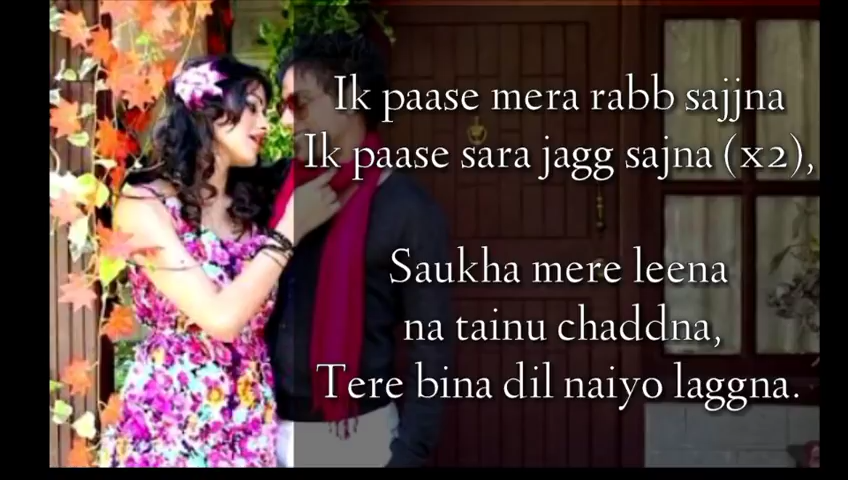 Ik paase mera rabb sajjna
Ik paase sara jagg sajna (x2),
Saukha mere leena
na tainu chaddna,
Tere bina dil naiyo laggna.